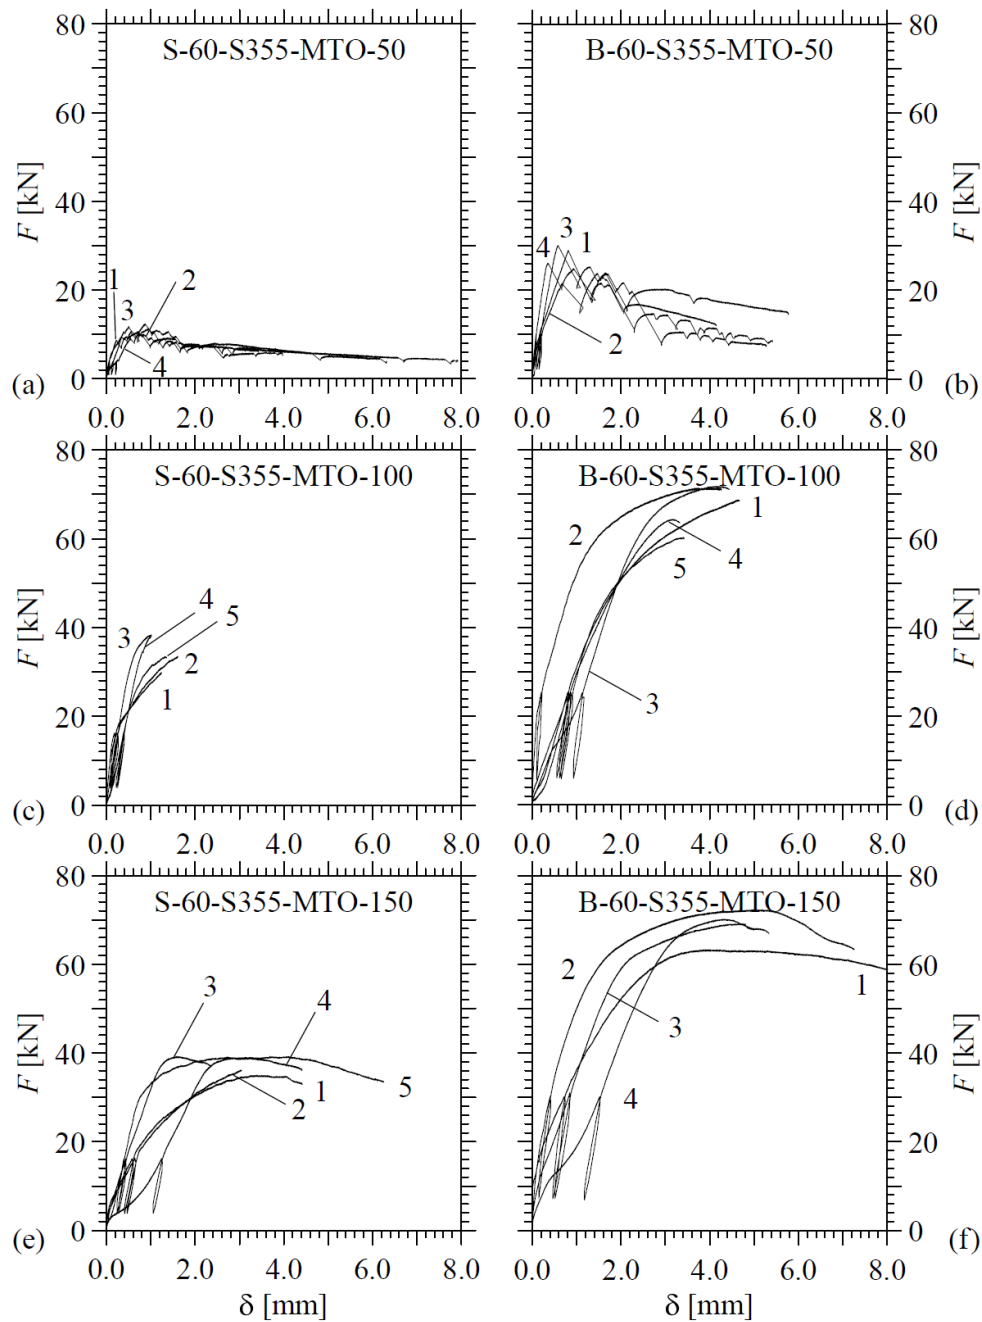 80 S-60-S355-MTO-50 B-60-S355-MTO-50 80
60 60
F [kN] F [kN]
40 40
3
4 1
1 3 2
20 20
4 2
(a) 0 (b) 0
0.0 2.0 4.0 6.0 8.0 0.0 2.0 4.0 6.0 8.0
80 S-60-S355-MTO-100 B-60-S355-MTO-100 80
1
60 2 60
4
5
F [kN] F [kN]
4
40 3 5 40
2
1 3
20 20
(c) 0 (d) 0
0.0 2.0 4.0 6.0 8.0 0.0 2.0 4.0 6.0 8.0
80 S-60-S355-MTO-150 B-60-S355-MTO-150 80
60 2 1 60
3 4
3
F [kN] F [kN]
40 40
1 5
2 4
20 20
(e) 0 (f) 0
0.0 2.0 4.0 6.0 8.0 0.0 2.0 4.0 6.0 8.0
δ [mm] δ [mm]